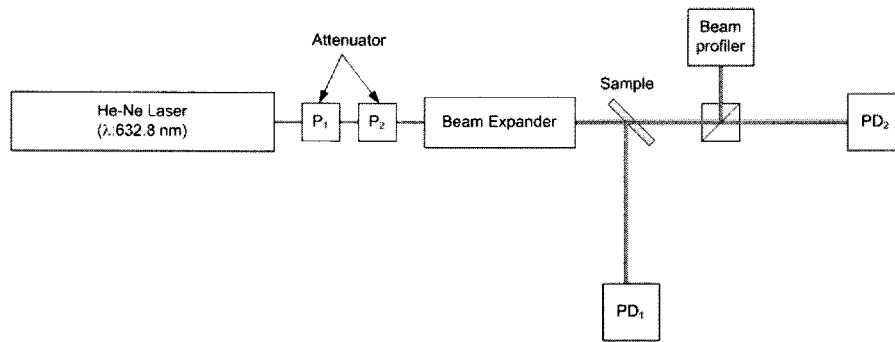 Attenuator
Beam
profiler
Sample
He-Ne Laser
(λ:632.8 nm)
P₁
P₂
Beam Expander
PD₂
PD₁